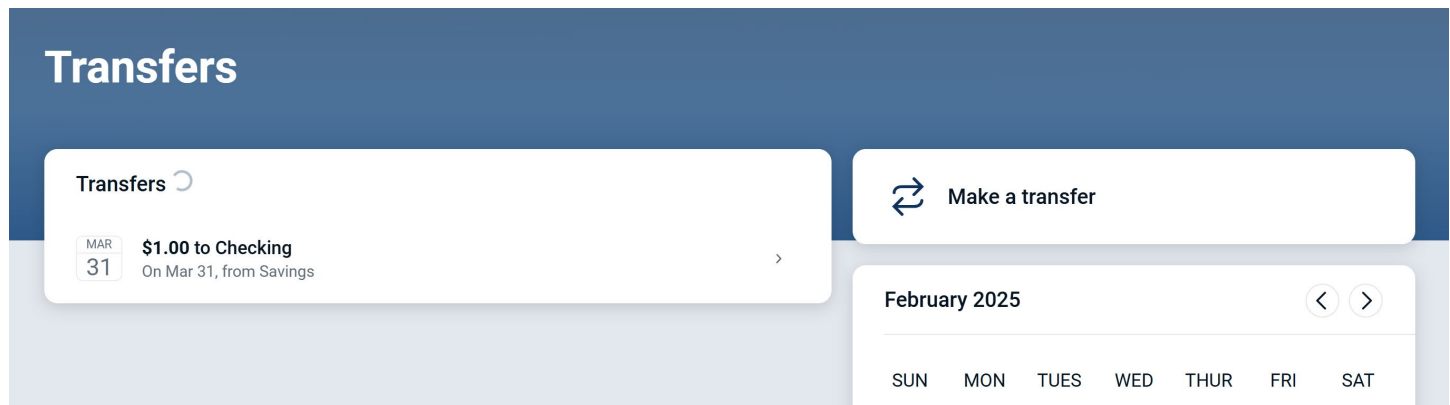 Transfers
Transfers
MAR
31
$1.00 to Checking
On Mar 31, from Savings
Make a transfer
February 2025
SUN MON TUES WED THUR FRI SAT